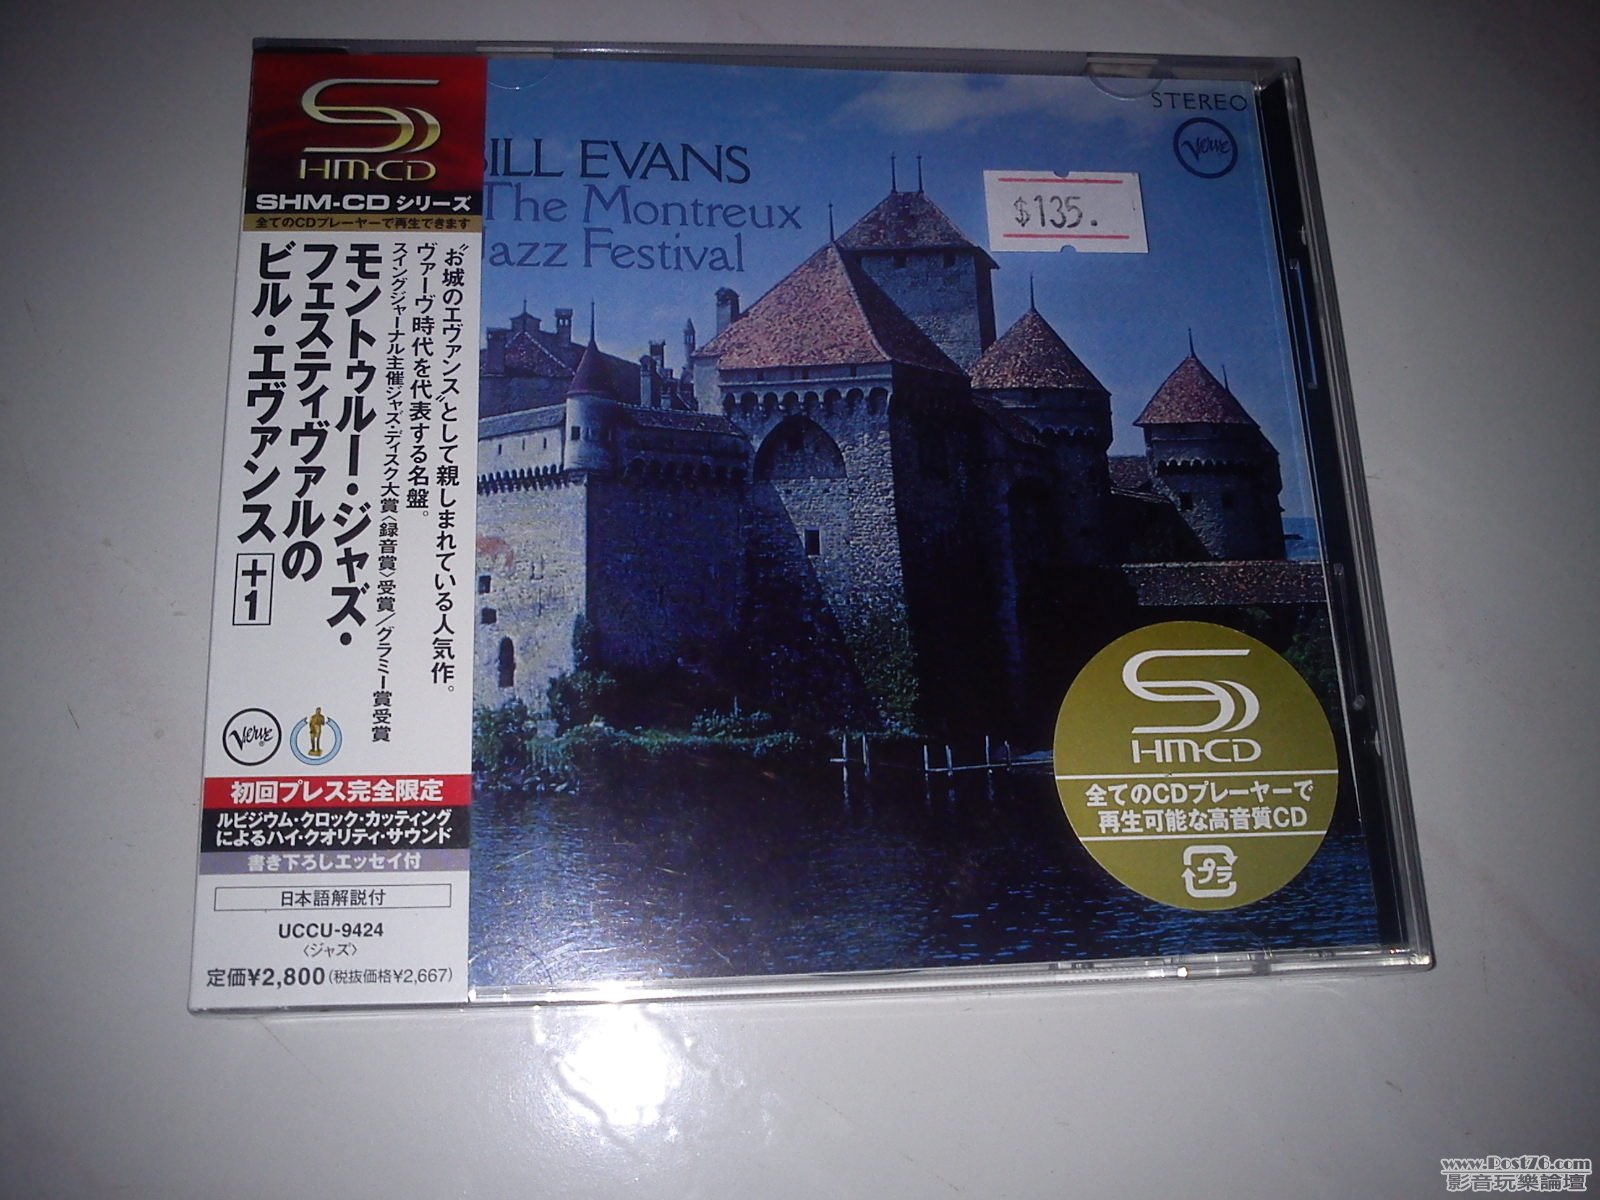 SHM-CD
SHM-CD シリーズ
全てのCDプレーヤーで再生できます
“お城のエヴァンス”として親しまれている人気作。
ヴァーヴ時代を代表する名盤。
スイングジャーナル主催ジャズ・ディスク大賞〈録音賞〉受賞／グラミー賞受賞
モントゥルー・ジャズ・
フェスティヴァルの
ビル・エヴァンス +1
Verve
初回プレス完全限定
ルビジウム・クロック・カッティング
によるハイ・クオリティ・サウンド
書き下ろしエッセイ付
日本語解説付
UCCU-9424
〈ジャズ〉
定価¥2,800(税抜価格¥2,667)
BILL EVANS
The Montreux
Jazz Festival
$135.
STEREO
Verve
SHM-CD
全てのCDプレーヤーで
再生可能な高音質CD
プラ
www.Post76.com
影音玩樂論壇